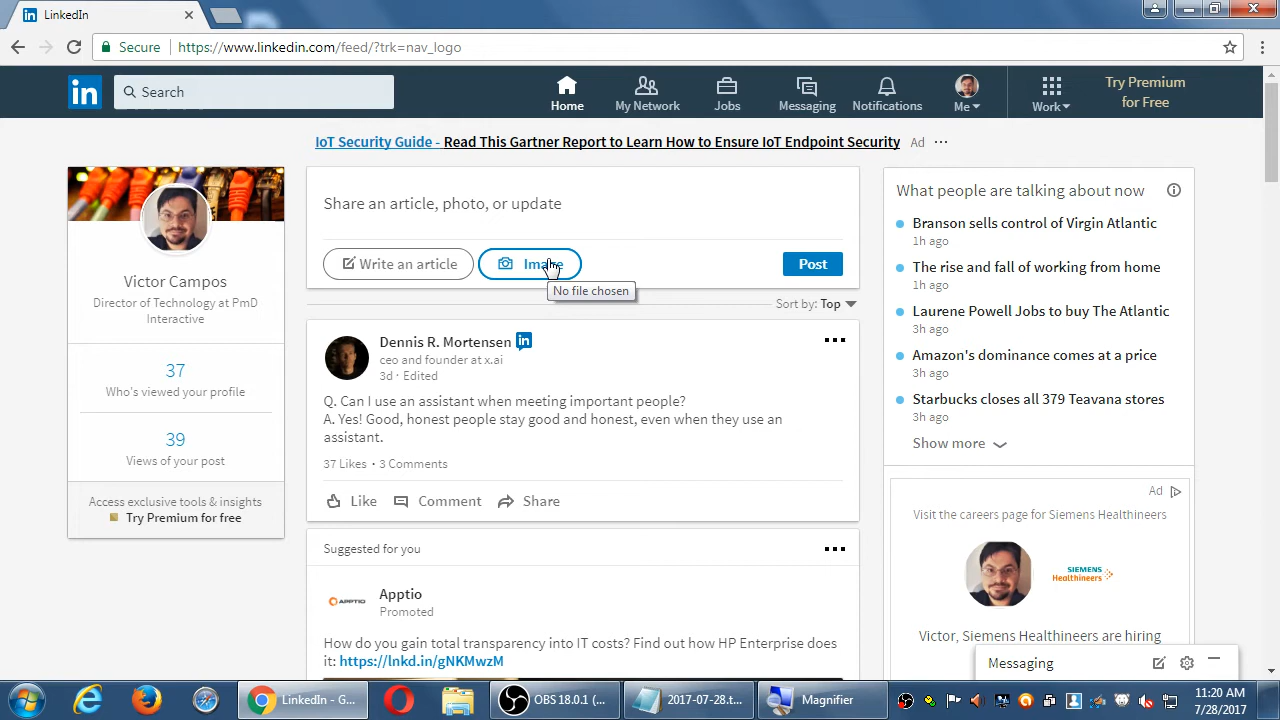 LinkedIn
Secure
https://www.linkedin.com/feed/?trk=nav_logo
in
Search
Home
My Network
Jobs
Messaging
Notifications
Me
Work
Try Premium
for Free
IoT Security Guide - Read This Gartner Report to Learn How to Ensure IoT Endpoint Security
Ad
Victor Campos
Director of Technology at PmD
Interactive
37
Who's viewed your profile
39
Views of your post
Access exclusive tools & insights
Try Premium for free
Share an article, photo, or update
Write an article
Image
Post
No file chosen
Sort by: Top
Dennis R. Mortensen in
ceo and founder at x.ai
3d · Edited
Q. Can I use an assistant when meeting important people?
A. Yes! Good, honest people stay good and honest, even when they use an
assistant.
37 Likes · 3 Comments
Like
Comment
Share
Suggested for you
APPTIO
Apptio
Promoted
How do you gain total transparency into IT costs? Find out how HP Enterprise does
it: https://lnkd.in/gNKMwzM
What people are talking about now
Branson sells control of Virgin Atlantic
1h ago
The rise and fall of working from home
1h ago
Laurene Powell Jobs to buy The Atlantic
3h ago
Amazon's dominance comes at a price
3h ago
Starbucks closes all 379 Teavana stores
3h ago
Show more
Ad
Visit the careers page for Siemens Healthineers
SIEMENS
Healthineers
Victor, Siemens Healthineers are hiring
Messaging
LinkedIn - G...
OBS 18.0.1 (...
2017-07-28.t...
Magnifier
11:20 AM
7/28/2017